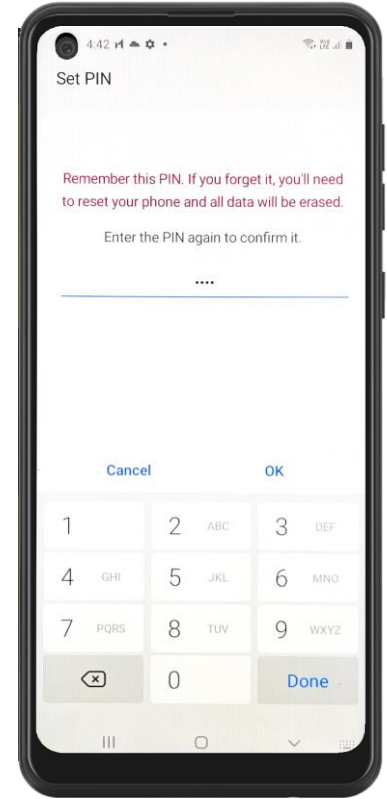 4:42
Set PIN
Remember this PIN. If you forget it, you'll need
to reset your phone and all data will be erased.
Enter the PIN again to confirm it.
••••
Cancel OK
1 2 ABC 3 DEF
4 GHI 5 JKL 6 MNO
7 PQRS 8 TUV 9 WXYZ
0 Done